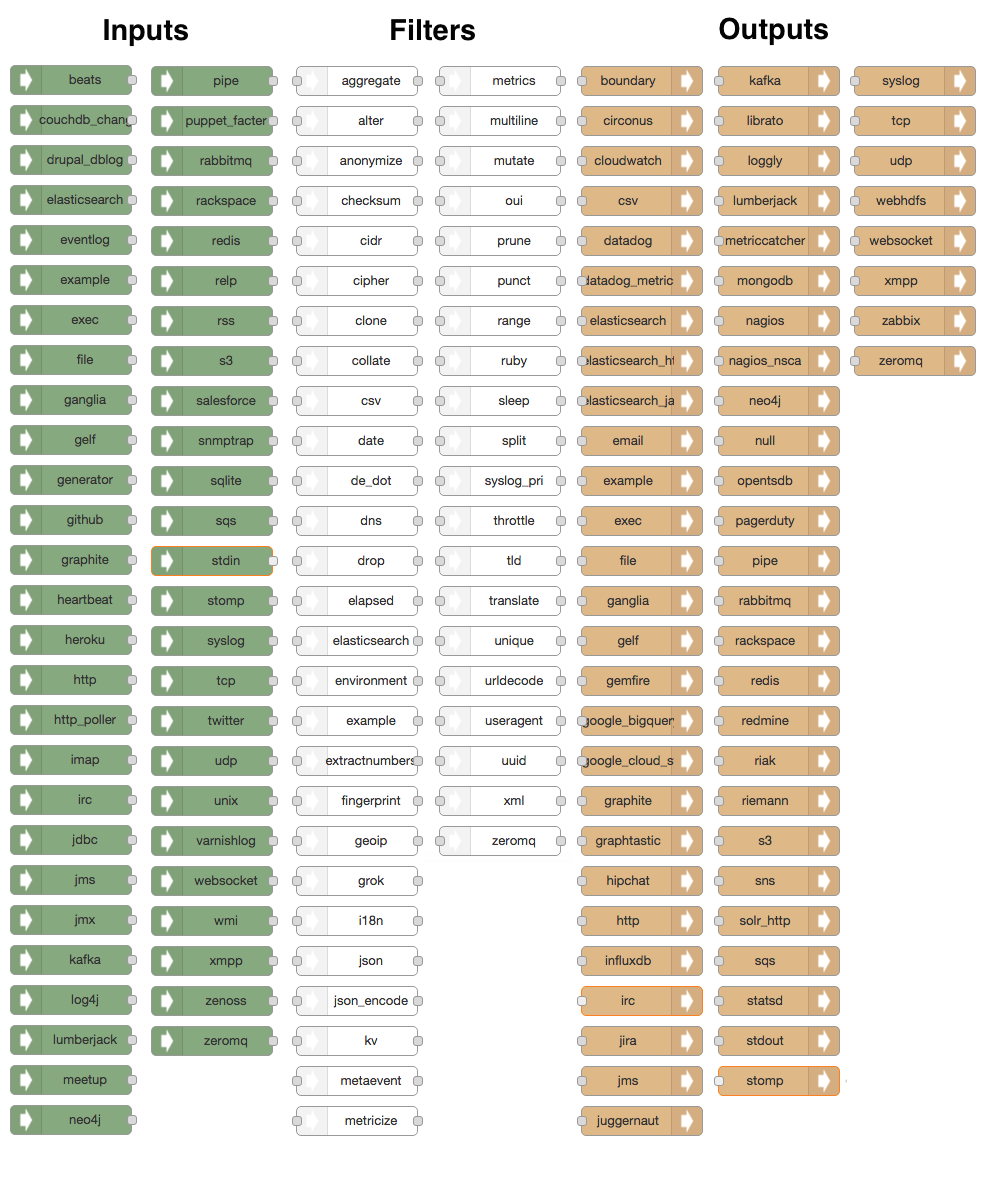 Inputs
beats
couchdb_chang
drupal_dblog
elasticsearch
eventlog
example
exec
file
ganglia
gelf
generator
github
graphite
heartbeat
heroku
http
http_poller
imap
irc
jdbc
jms
jmx
kafka
log4j
lumberjack
meetup
neo4j
pipe
puppet_facter
rabbitmq
rackspace
redis
relp
rss
s3
salesforce
snmptrap
sqlite
sqs
stdin
stomp
syslog
tcp
twitter
udp
unix
varnishlog
websocket
wmi
xmpp
zenoss
zeromq
Filters
aggregate
alter
anonymize
checksum
cidr
cipher
clone
collate
csv
date
de_dot
dns
drop
elapsed
elasticsearch
environment
example
extractnumbers
fingerprint
geoip
grok
i18n
json
json_encode
kv
metaevent
metricize
metrics
multiline
mutate
oui
prune
punct
range
ruby
sleep
split
syslog_pri
throttle
tld
translate
unique
urldecode
useragent
uuid
xml
zeromq
Outputs
boundary
circonus
cloudwatch
csv
datadog
datadog_metric
elasticsearch
elasticsearch_ht
elasticsearch_ja
email
example
exec
file
ganglia
gelf
gemfire
google_bigquer
google_cloud_s
graphite
graphtastic
hipchat
http
influxdb
irc
jira
jms
juggernaut
kafka
librato
loggly
lumberjack
metriccatcher
mongodb
nagios
nagios_nsca
neo4j
null
opentsdb
pagerduty
pipe
rabbitmq
rackspace
redis
redmine
riak
riemann
s3
sns
solr_http
sqs
statsd
stdout
stomp
syslog
tcp
udp
webhdfs
websocket
xmpp
zabbix
zeromq